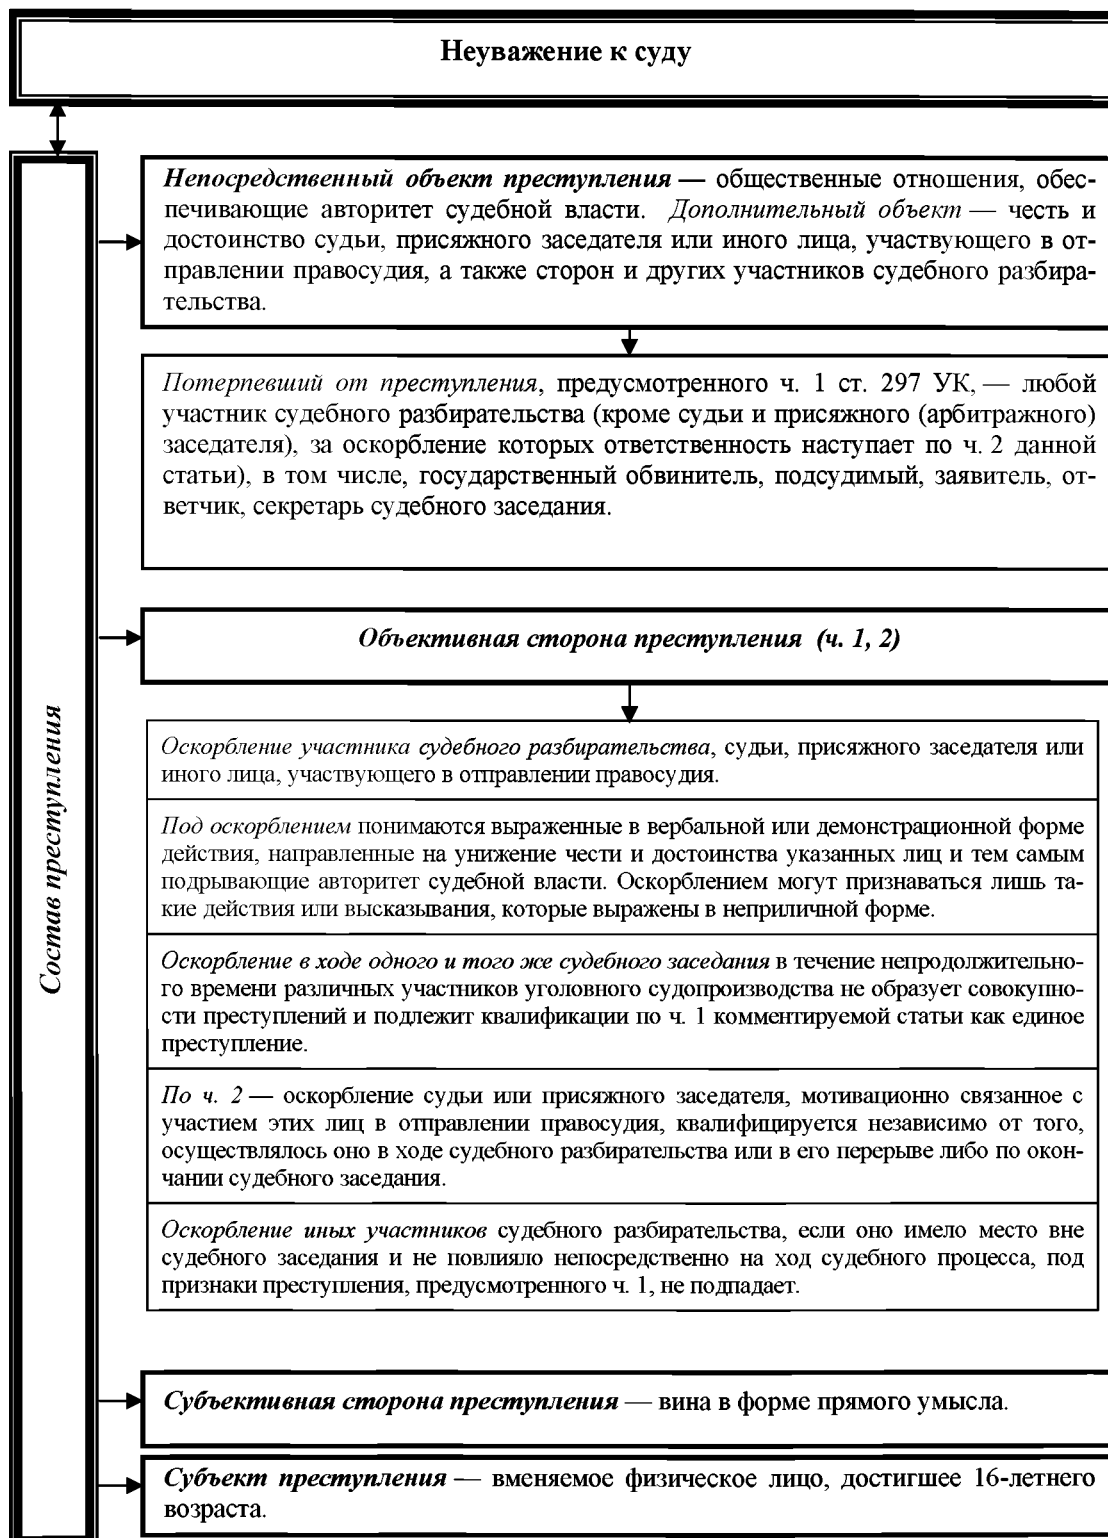 Неуважение к суду
Непосредственный объект преступления — общественные отношения, обес-
печивающие авторитет судебной власти. Дополнительный объект — честь и
достоинство судьи, присяжного заседателя или иного лица, участвующего в от-
правлении правосудия, а также сторон и других участников судебного разбира-
тельства.
Потерпевший от преступления, предусмотренного ч. 1 ст. 297 УК, — любой
участник судебного разбирательства (кроме судьи и присяжного (арбитражного)
заседателя), за оскорбление которых ответственность наступает по ч. 2 данной
статьи), в том числе, государственный обвинитель, подсудимый, заявитель, от-
ветчик, секретарь судебного заседания.
Состав преступления
Объективная сторона преступления (ч. 1, 2)
Оскорбление участника судебного разбирательства, судьи, присяжного заседателя или
иного лица, участвующего в отправлении правосудия.
Под оскорблением понимаются выраженные в вербальной или демонстрационной форме
действия, направленные на унижение чести и достоинства указанных лиц и тем самым
подрывающие авторитет судебной власти. Оскорблением могут признаваться лишь та-
кие действия или высказывания, которые выражены в неприличной форме.
Оскорбление в ходе одного и того же судебного заседания в течение непродолжительно-
го времени различных участников уголовного судопроизводства не образует совокупно-
сти преступлений и подлежит квалификации по ч. 1 комментируемой статьи как единое
преступление.
По ч. 2 — оскорбление судьи или присяжного заседателя, мотивационно связанное с
участием этих лиц в отправлении правосудия, квалифицируется независимо от того,
осуществлялось оно в ходе судебного разбирательства или в его перерыве либо по окон-
чании судебного заседания.
Оскорбление иных участников судебного разбирательства, если оно имело место вне
судебного заседания и не повлияло непосредственно на ход судебного процесса, под
признаки преступления, предусмотренного ч. 1, не подпадает.
Субъективная сторона преступления — вина в форме прямого умысла.
Субъект преступления — вменяемое физическое лицо, достигшее 16-летнего
возраста.